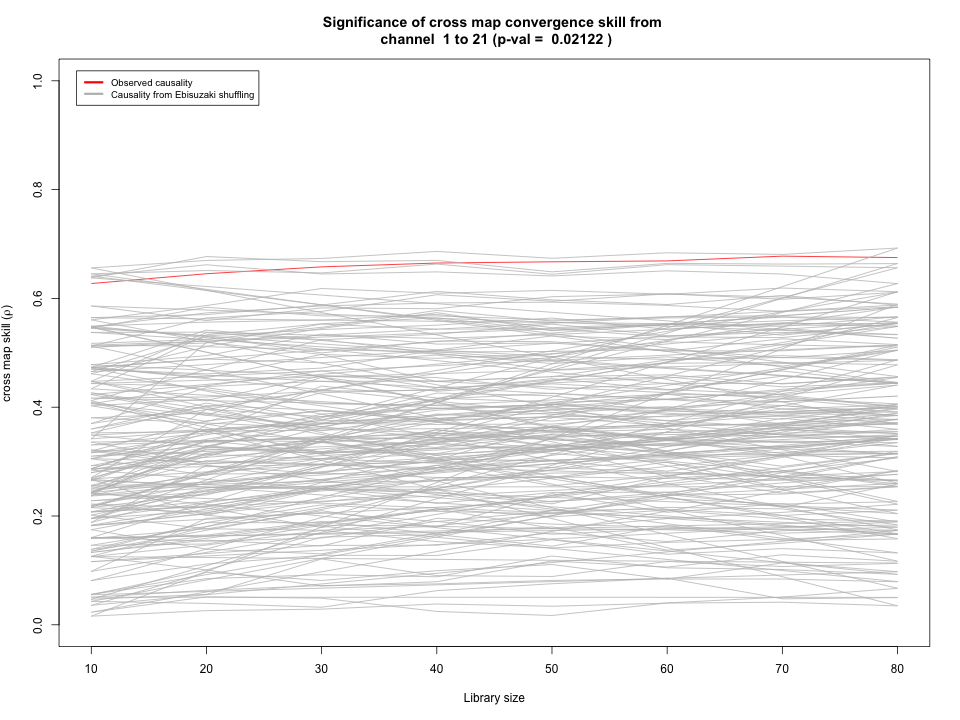 Significance of cross map convergence skill from
channel  1 to 21 (p-val =  0.02122 )
Observed causality
Causality from Ebisuzaki shuffling
1.0
0.8
0.6
0.4
0.2
0.0
cross map skill (ρ)
10 20 30 40 50 60 70 80
Library size